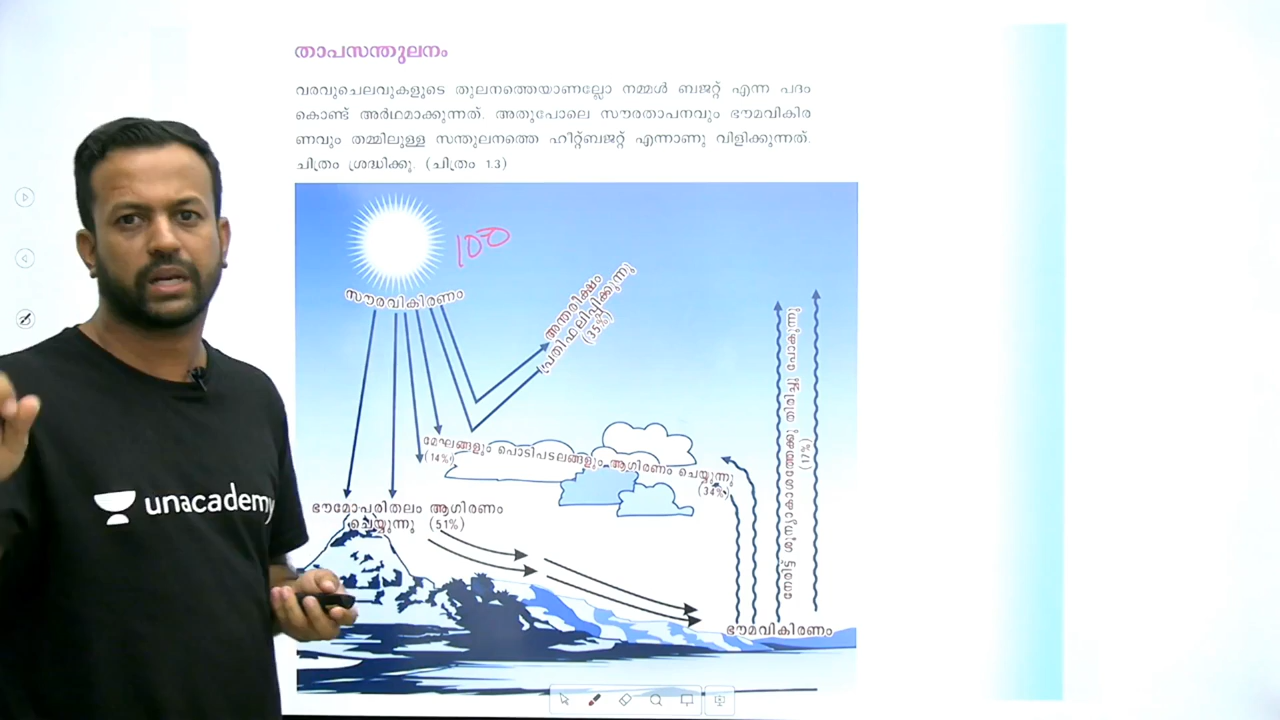 താപസന്തുലനം
വരവുചെലവുകളുടെ തുലനത്തെയാണല്ലോ നമ്മൾ ബജറ്റ് എന്ന പദം
കൊണ്ട് അർഥമാക്കുന്നത്. അതുപോലെ സൗരതാപനവും ഭൗമവികിര
ണവും തമ്മിലുള്ള സന്തുലനത്തെ ഹീറ്റ്ബജറ്റ് എന്നാണു വിളിക്കുന്നത്.
ചിത്രം ശ്രദ്ധിക്കൂ. (ചിത്രം 1.3)
100
സൗരവികിരണം
അന്തരീക്ഷം
പ്രതിഫലിപ്പിക്കുന്നു
(35%)
മേഘങ്ങളും പൊടിപടലങ്ങളും ആഗിരണം ചെയ്യുന്നു
(14%)
(34%)
നേരിട്ട് ശൂന്യാകാശത്തേക്കു തിരിച്ച് പോകുന്നു
(17%)
ഭൗമോപരിതലം ആഗിരണം
ചെയ്യുന്നു (51%)
ഭൗമവികിരണം
unacademy